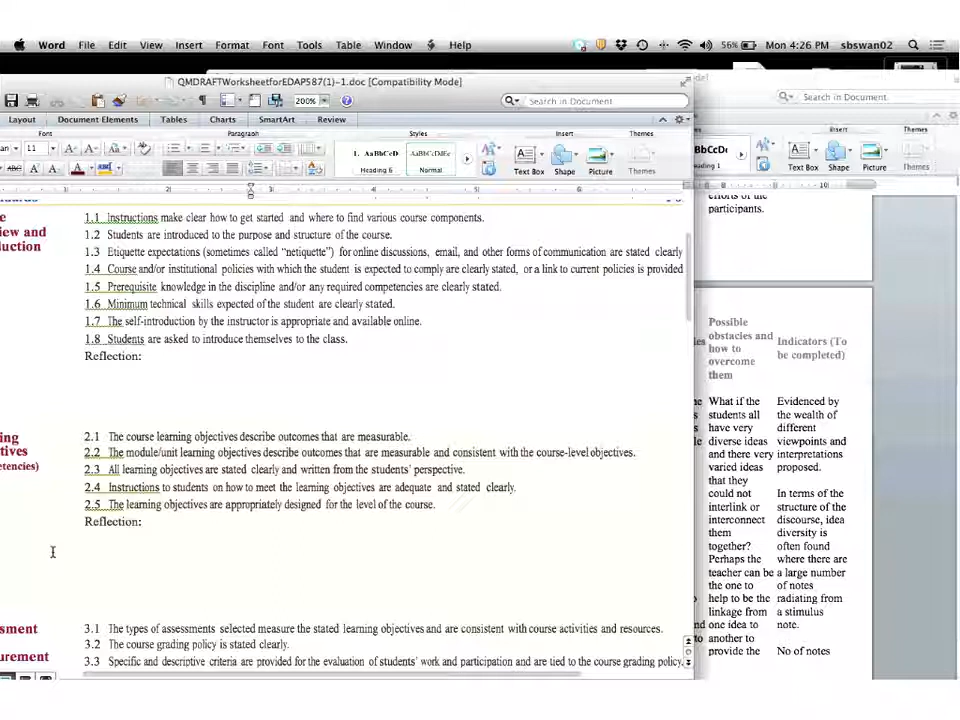 Word File Edit View Insert Format Font Tools Table Window Help 56% Mon 4:26 PM sbswan02
QMDRAFTWorksheetforEDAP587(1)-1.doc [Compatibility Mode]
200% Search in Document
Search in Document
Layout Document Elements Tables Charts SmartArt Review
Font Paragraph Styles Insert Themes
Insert Themes
11 A Aa 1. AaBbCcD AaBbCcDdEe
ABC A A Heading 6 Normal Text Box Shape Picture Themes
Text Box Shape Picture Themes
efforts of the
participants.
1.1 Instructions make clear how to get started and where to find various course components.
iew and
1.2 Students are introduced to the purpose and structure of the course.
duction
1.3 Etiquette expectations (sometimes called “netiquette”) for online discussions, email, and other forms of communication are stated clearly
1.4 Course and/or institutional policies with which the student is expected to comply are clearly stated, or a link to current policies is provided
1.5 Prerequisite knowledge in the discipline and/or any required competencies are clearly stated.
1.6 Minimum technical skills expected of the student are clearly stated.
1.7 The self-introduction by the instructor is appropriate and available online.
1.8 Students are asked to introduce themselves to the class.
Reflection:
ing
tives
etencies)
2.1 The course learning objectives describe outcomes that are measurable.
2.2 The module/unit learning objectives describe outcomes that are measurable and consistent with the course-level objectives.
2.3 All learning objectives are stated clearly and written from the students’ perspective.
2.4 Instructions to students on how to meet the learning objectives are adequate and stated clearly.
2.5 The learning objectives are appropriately designed for the level of the course.
Reflection:
sment
urement
3.1 The types of assessments selected measure the stated learning objectives and are consistent with course activities and resources.
3.2 The course grading policy is stated clearly.
3.3 Specific and descriptive criteria are provided for the evaluation of students’ work and participation and are tied to the course grading policy.
Possible
obstacies and
how to
overcome
them
Indicators (To
be completed)
What if the
students all
have very
diverse ideas
and there very
varied ideas
that they
could not
interlink or
interconnect
them
together?
Perhaps the
teacher can be
the one to
help to be the
linkage from
one idea to
another to
provide the
Evidenced by
the wealth of
different
viewpoints and
interpretations
proposed.
In terms of the
structure of the
discourse, idea
diversity is
often found
where there are
a large number
of notes
radiating from
a stimulus
note.
No of notes